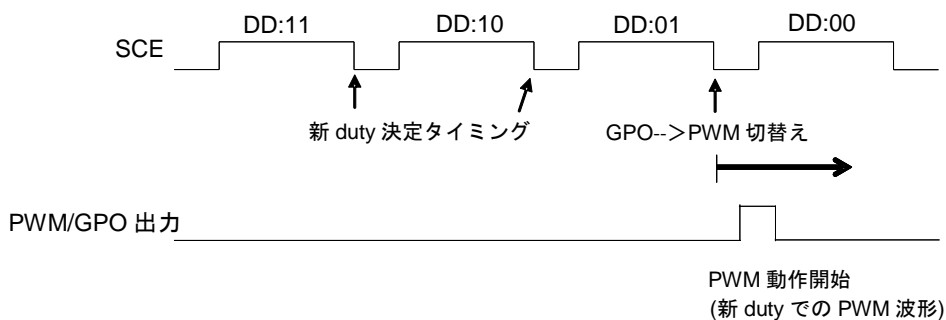 DD:11 DD:10 DD:01 DD:00
SCE
新 duty 決定タイミング GPO-->PWM 切替え
PWM/GPO 出力
PWM 動作開始
(新 duty での PWM 波形)